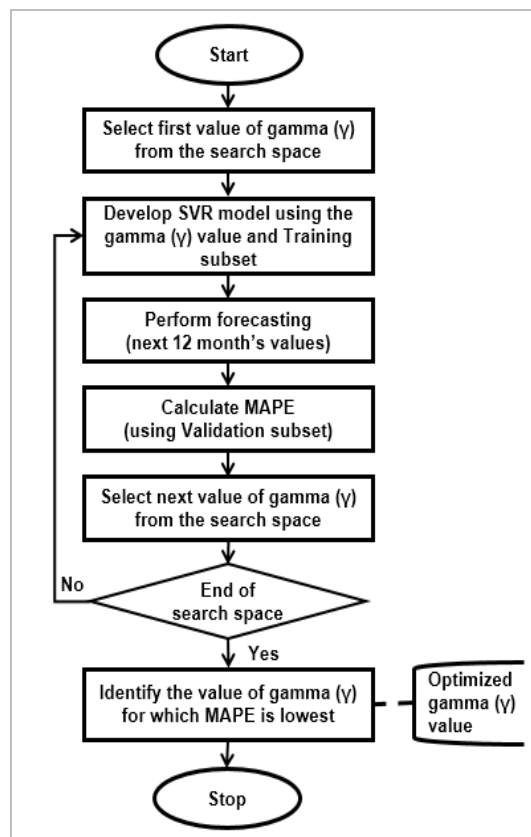 Start
Select first value of gamma (γ)
from the search space
Develop SVR model using the
gamma (γ) value and Training
subset
Perform forecasting
(next 12 month’s values)
Calculate MAPE
(using Validation subset)
Select next value of gamma (γ)
from the search space
No
End of
search space
Yes
Identify the value of gamma (γ)
for which MAPE is lowest
Optimized
gamma (γ)
value
Stop